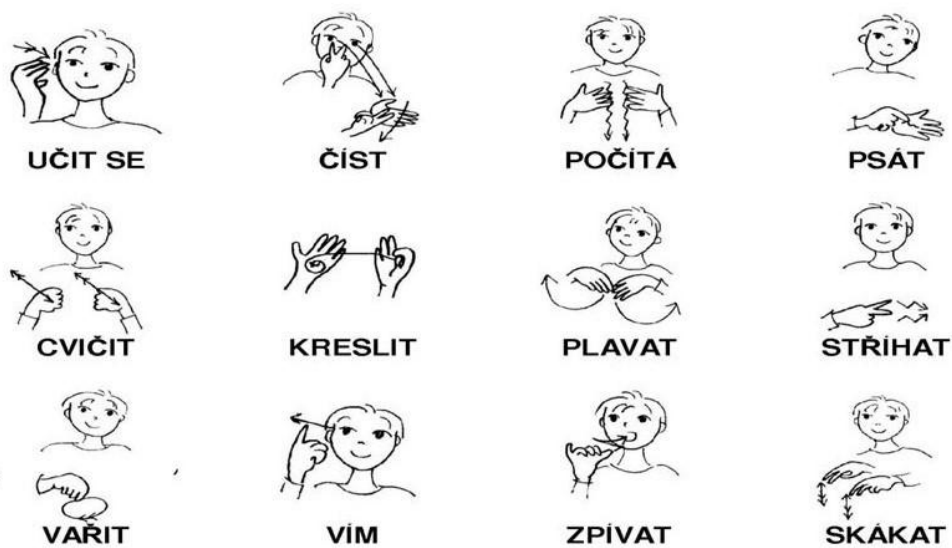 UČIT SE ČÍST POČÍTÁ PSÁT
CVIČIT KRESLIT PLAVAT STŘÍHAT
VAŘIT VÍM ZPÍVAT SKÁKAT